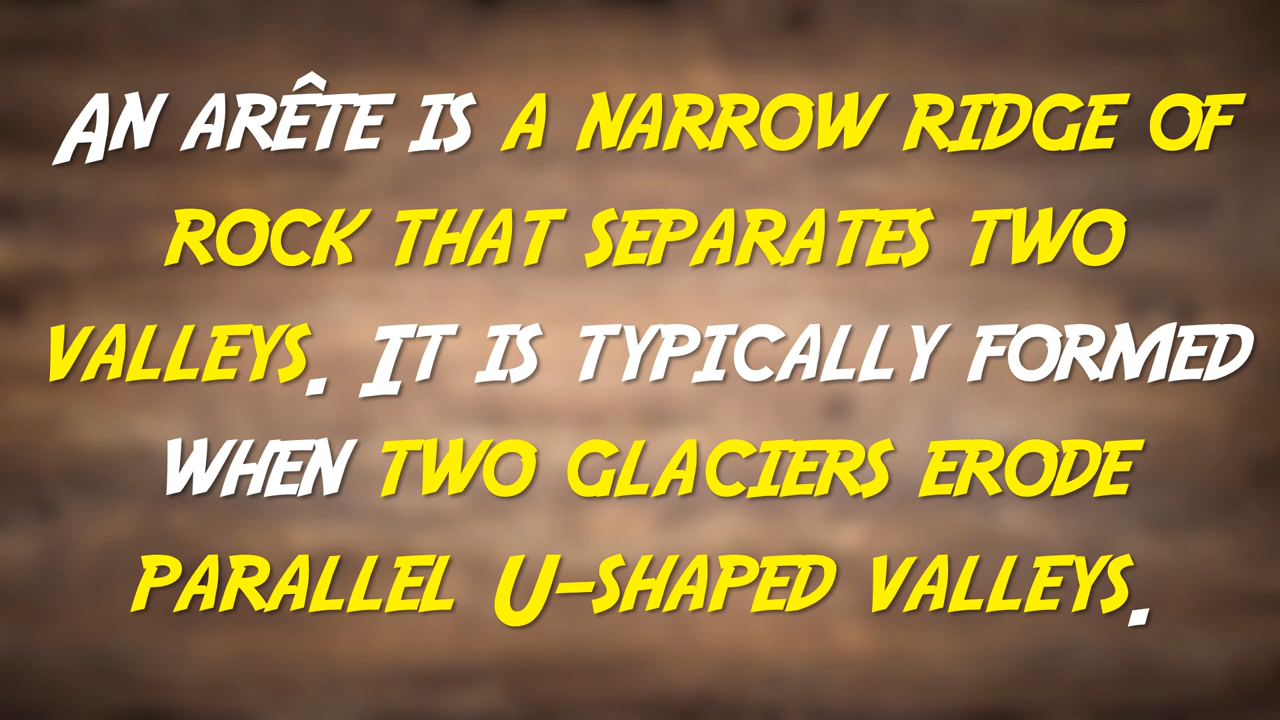 An arête is a narrow ridge of
rock that separates two
valleys. It is typically formed
when two glaciers erode
parallel U-shaped valleys.